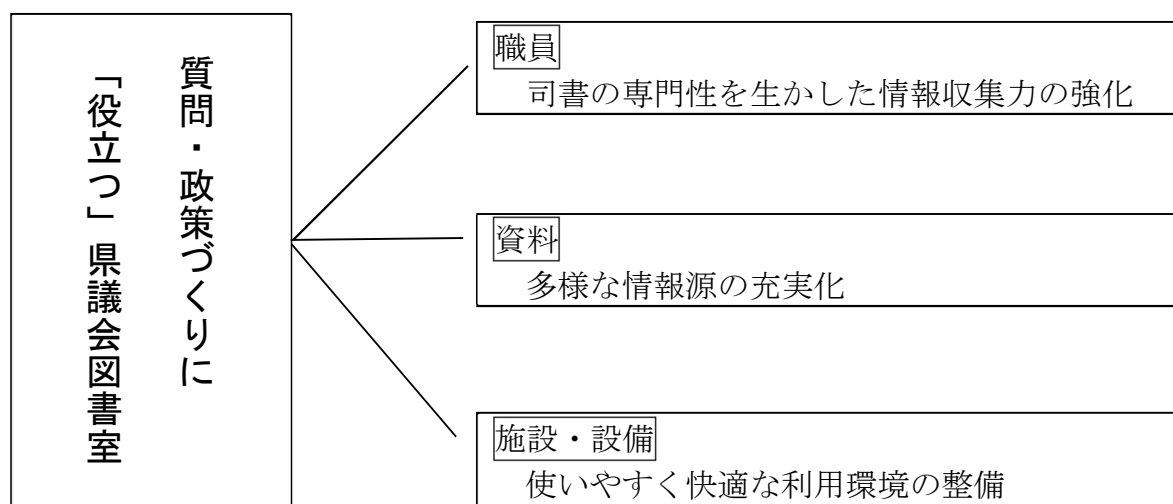 質問・政策づくりに
「役立つ」県議会図書室
職員
司書の専門性を生かした情報収集力の強化
資料
多様な情報源の充実化
施設・設備
使いやすく快適な利用環境の整備